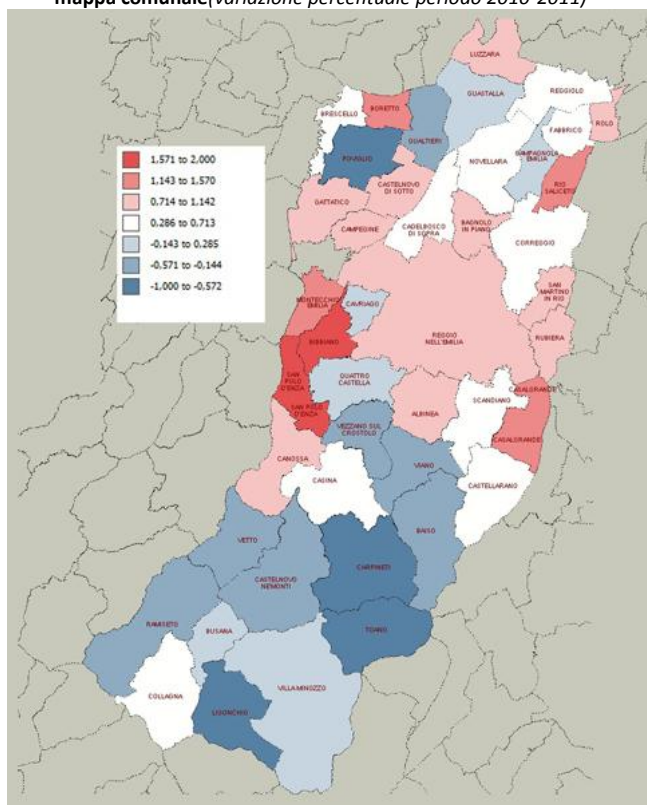 mappa comunale(variazione percentuale periodo 2010-2011)
LUZZARA
GUASTALLA
REGGIOLO
BRESCELLO
BORETTO
GUALTIERI
FABBRICO
ROLO
POVIGLIO
NOVELLARA
CAMPAGNOLA
EMILIA
RIO
SALICETO
1,571 to 2,000
1,143 to 1,570
0,714 to 1,142
0,286 to 0,713
-0,143 to 0,285
-0,571 to -0,144
-1,000 to -0,572
CASTELNOVO
DI SOTTO
GATTATICO
CAMPEGINE
CADELBOSCO
DI SOPRA
BAGNOLO
IN PIANO
CORREGGIO
SAN
MARTINO
IN RIO
MONTECCHIO
EMILIA
CAVRIAGO
BIBBIANO
REGGIO
NELL'EMILIA
RUBIERA
SAN
POLO
D'ENZA
QUATTRO
CASTELLA
SAN POLO
D'ENZA
ALBINEA
SCANDIANO
CASALGRANDE
CASALGRANDE
VEZZANO SUL
CROSTOLO
CANOSSA
VIANO
CASINA
CASTELLARANO
BAISO
VETTO
CARPINETI
CASTELNOVO
NEMONTI
RAMISETO
BUSANA
TOANO
COLLAGNA
LIGONCHIO
VILLA MINOZZO